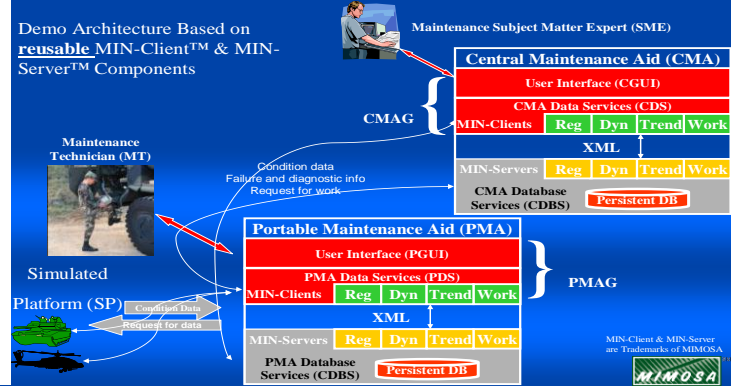 Demo Architecture Based on
reusable MIN-Client™ & MIN-
Server™ Components
Maintenance Subject Matter Expert (SME)
Central Maintenance Aid (CMA)
User Interface (CGUI)
CMA Data Services (CDS)
CMAG
MIN-Clients Reg Dyn Trend Work
XML
MIN-Servers Reg Dyn Trend Work
CMA Database
Services (CDBS)
Persistent DB
Maintenance
Technician (MT)
Condition data
Failure and diagnostic info
Request for work
Portable Maintenance Aid (PMA)
User Interface (PGUI)
PMA Data Services (PDS)
PMAG
MIN-Clients Reg Dyn Trend Work
XML
MIN-Servers Reg Dyn Trend Work
PMA Database
Services (CDBS)
Persistent DB
Simulated
Platform (SP)
Condition Data
Request for data
MIN-Client & MIN-Server
are Trademarks of MIMOSA
MIMOSA